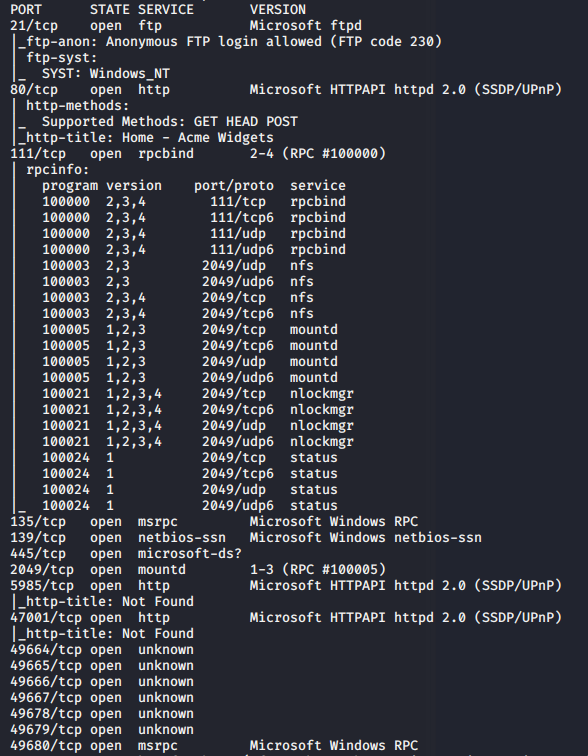 PORT      STATE SERVICE       VERSION
21/tcp    open  ftp           Microsoft ftpd
|_ftp-anon: Anonymous FTP login allowed (FTP code 230)
| ftp-syst:
|_  SYST: Windows_NT
80/tcp    open  http          Microsoft HTTPAPI httpd 2.0 (SSDP/UPnP)
| http-methods:
|_  Supported Methods: GET HEAD POST
|_http-title: Home - Acme Widgets
111/tcp   open  rpcbind       2-4 (RPC #100000)
| rpcinfo:
|   program version    port/proto  service
|   100000  2,3,4        111/tcp   rpcbind
|   100000  2,3,4        111/tcp6  rpcbind
|   100000  2,3,4        111/udp   rpcbind
|   100000  2,3,4        111/udp6  rpcbind
|   100003  2,3         2049/udp   nfs
|   100003  2,3         2049/udp6  nfs
|   100003  2,3,4       2049/tcp   nfs
|   100003  2,3,4       2049/tcp6  nfs
|   100005  1,2,3       2049/tcp   mountd
|   100005  1,2,3       2049/tcp6  mountd
|   100005  1,2,3       2049/udp   mountd
|   100005  1,2,3       2049/udp6  mountd
|   100021  1,2,3,4     2049/tcp   nlockmgr
|   100021  1,2,3,4     2049/tcp6  nlockmgr
|   100021  1,2,3,4     2049/udp   nlockmgr
|   100021  1,2,3,4     2049/udp6  nlockmgr
|   100024  1           2049/tcp   status
|   100024  1           2049/tcp6  status
|   100024  1           2049/udp   status
|_  100024  1           2049/udp6  status
135/tcp   open  msrpc         Microsoft Windows RPC
139/tcp   open  netbios-ssn   Microsoft Windows netbios-ssn
445/tcp   open  microsoft-ds?
2049/tcp  open  mountd        1-3 (RPC #100005)
5985/tcp  open  http          Microsoft HTTPAPI httpd 2.0 (SSDP/UPnP)
|_http-title: Not Found
47001/tcp open  http          Microsoft HTTPAPI httpd 2.0 (SSDP/UPnP)
|_http-title: Not Found
49664/tcp open  unknown
49665/tcp open  unknown
49666/tcp open  unknown
49667/tcp open  unknown
49678/tcp open  unknown
49679/tcp open  unknown
49680/tcp open  msrpc         Microsoft Windows RPC